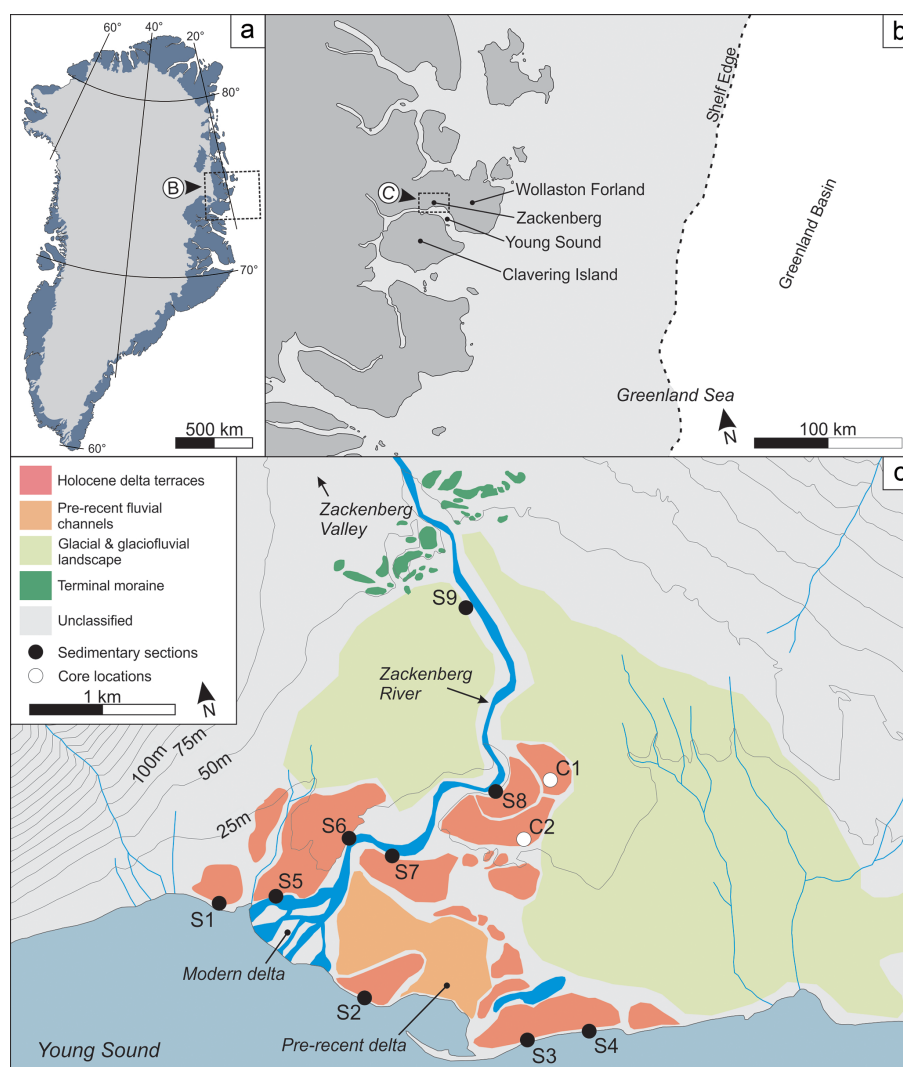 a
60°
40°
20°
80°
B
70°
60°
500 km
b
Shelf Edge
Greenland Basin
C
Wollaston Forland
Zackenberg
Young Sound
Clavering Island
Greenland Sea
N
100 km
c
Holocene delta terraces
Pre-recent fluvial
channels
Glacial & glaciofluvial
landscape
Terminal moraine
Unclassified
Sedimentary sections
Core locations
1 km
N
Zackenberg
Valley
S9
Zackenberg
River
100m
75m
50m
25m
C1
S8
C2
S6
S7
S5
S1
Modern delta
S2
Pre-recent delta
S3
S4
Young Sound